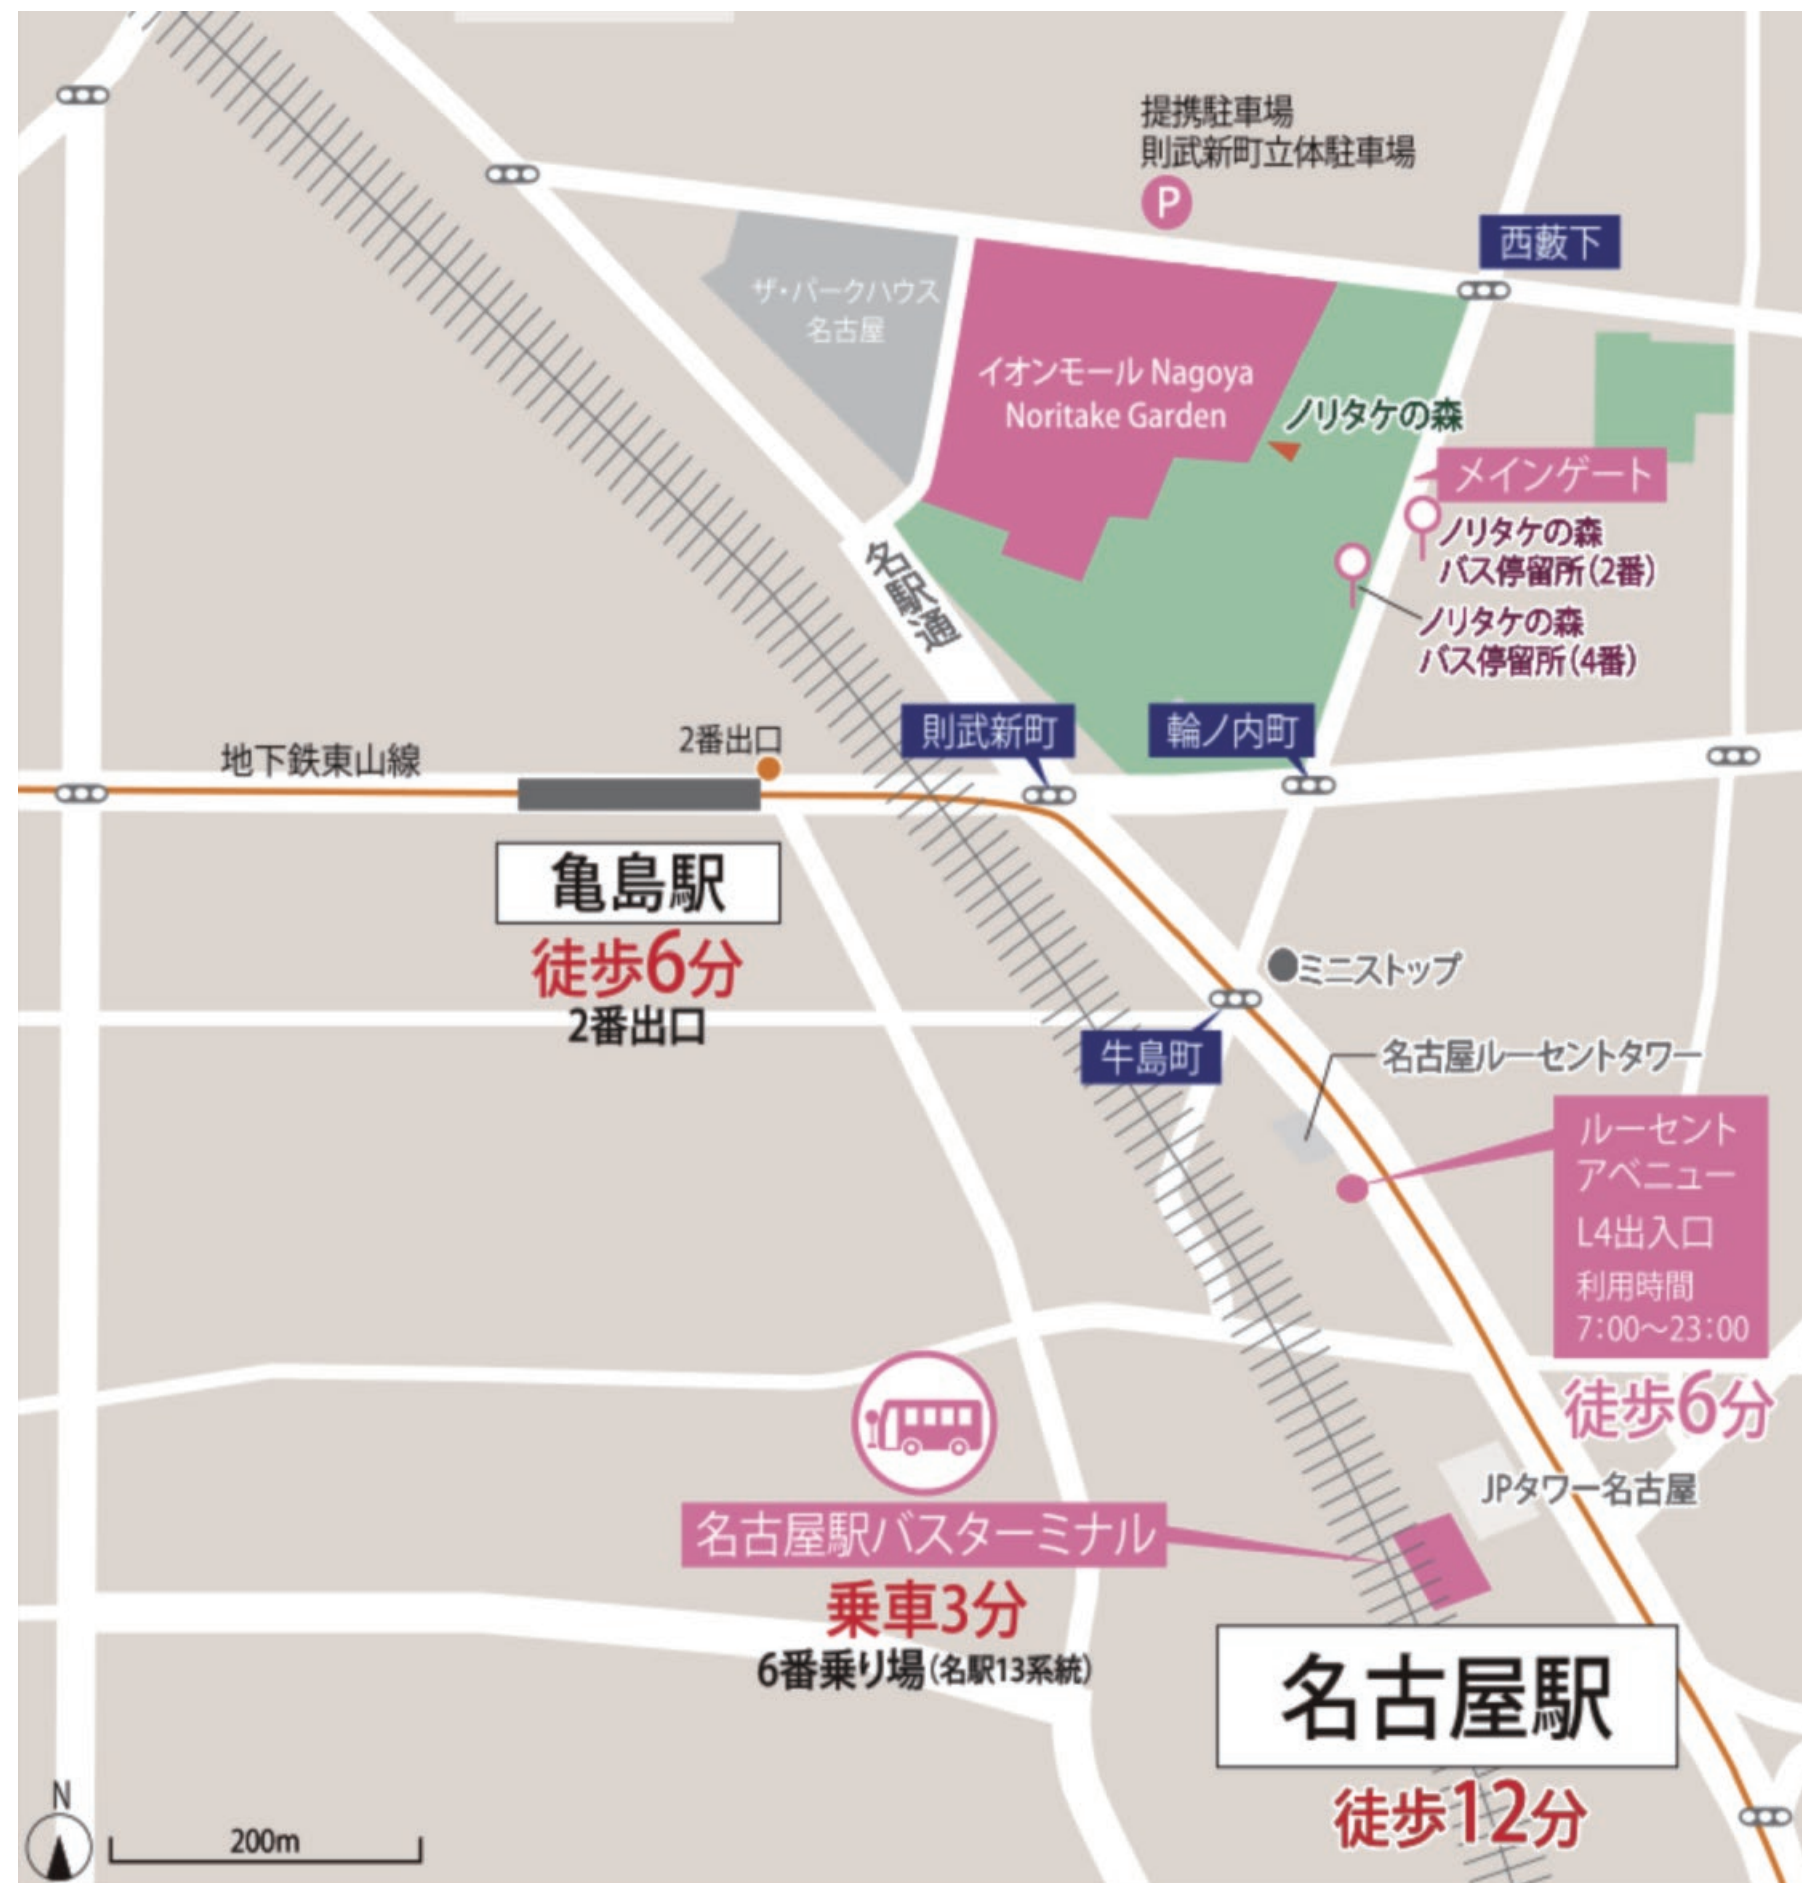 提携駐車場
則武新町立体駐車場
P
西藪下
ザ・パークハウス
名古屋
イオンモール Nagoya
Noritake Garden
ノリタケの森
メインゲート
ノリタケの森
バス停留所(2番)
ノリタケの森
バス停留所(4番)
名駅通
則武新町
輪ノ内町
2番出口
地下鉄東山線
亀島駅
徒歩6分
2番出口
ミニストップ
牛島町
名古屋ルーセントタワー
ルーセント
アベニュー
L4出入口
利用時間
7:00〜23:00
徒歩6分
JPタワー名古屋
名古屋駅バスターミナル
乗車3分
6番乗り場(名駅13系統)
名古屋駅
徒歩12分
N
200m